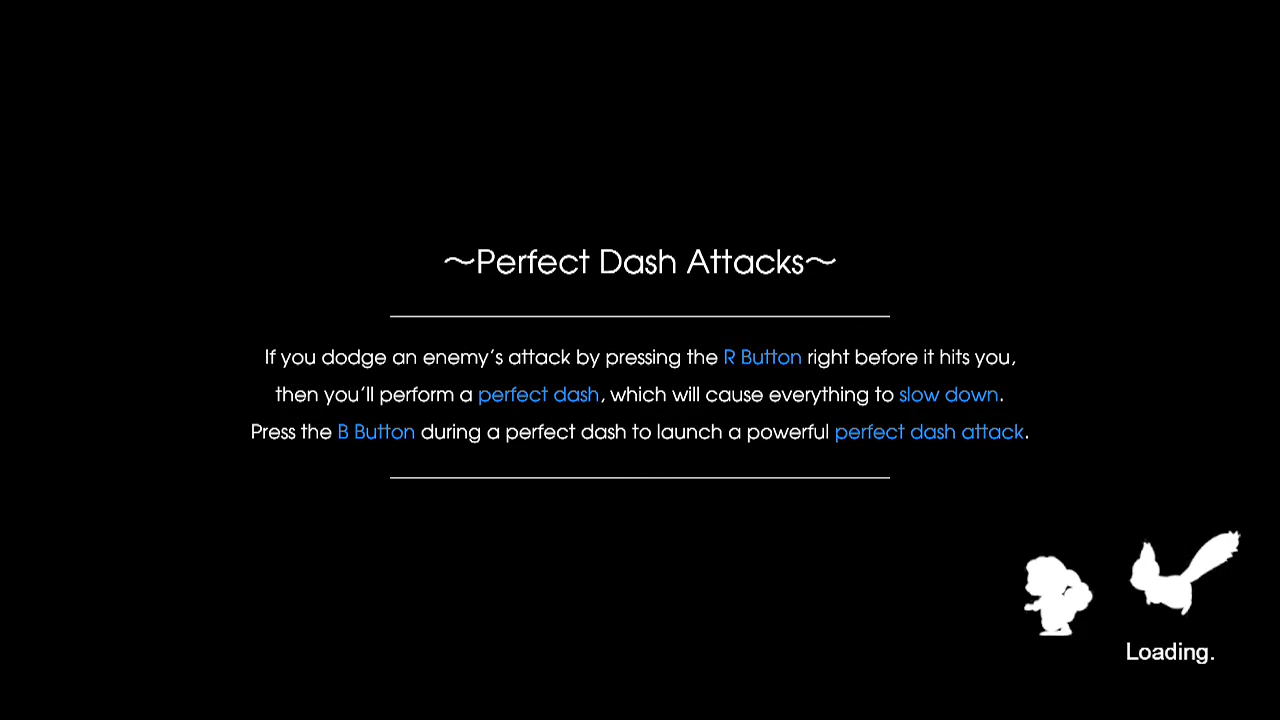 ～Perfect Dash Attacks～
If you dodge an enemy's attack by pressing the R Button right before it hits you,
then you'll perform a perfect dash, which will cause everything to slow down.
Press the B Button during a perfect dash to launch a powerful perfect dash attack.
Loading.